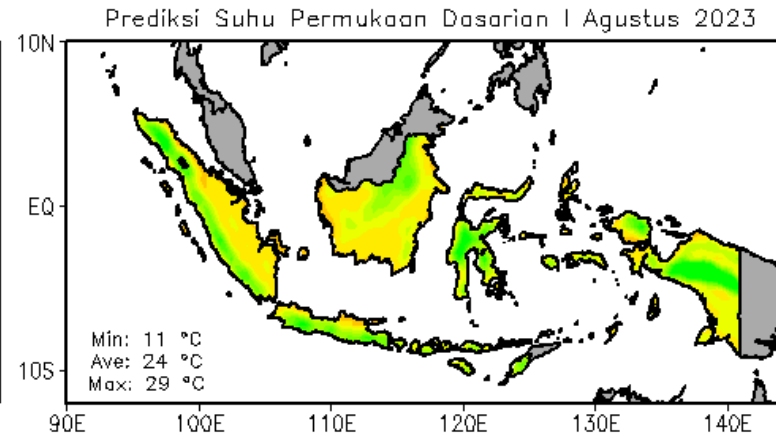 Prediksi Suhu Permukaan Dasarian I Agustus 2023
10N
EQ
Min: 11 °C
Ave: 24 °C
10S
Max: 29 °C
90E 100E 110E 120E 130E 140E